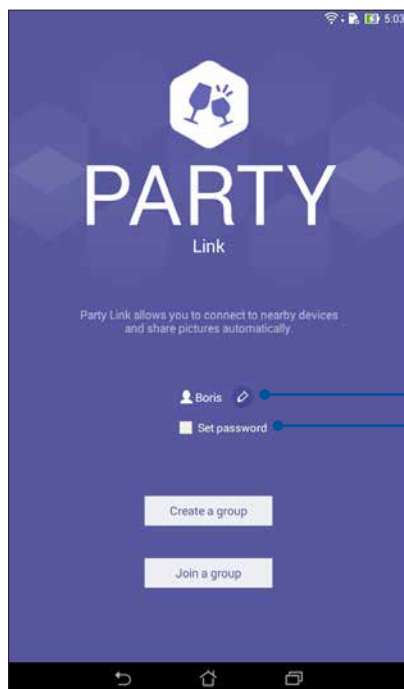 5:03
PARTY
Link
Party Link allows you to connect to nearby devices
and share pictures automatically.
Boris
Set password
Create a group
Join a group